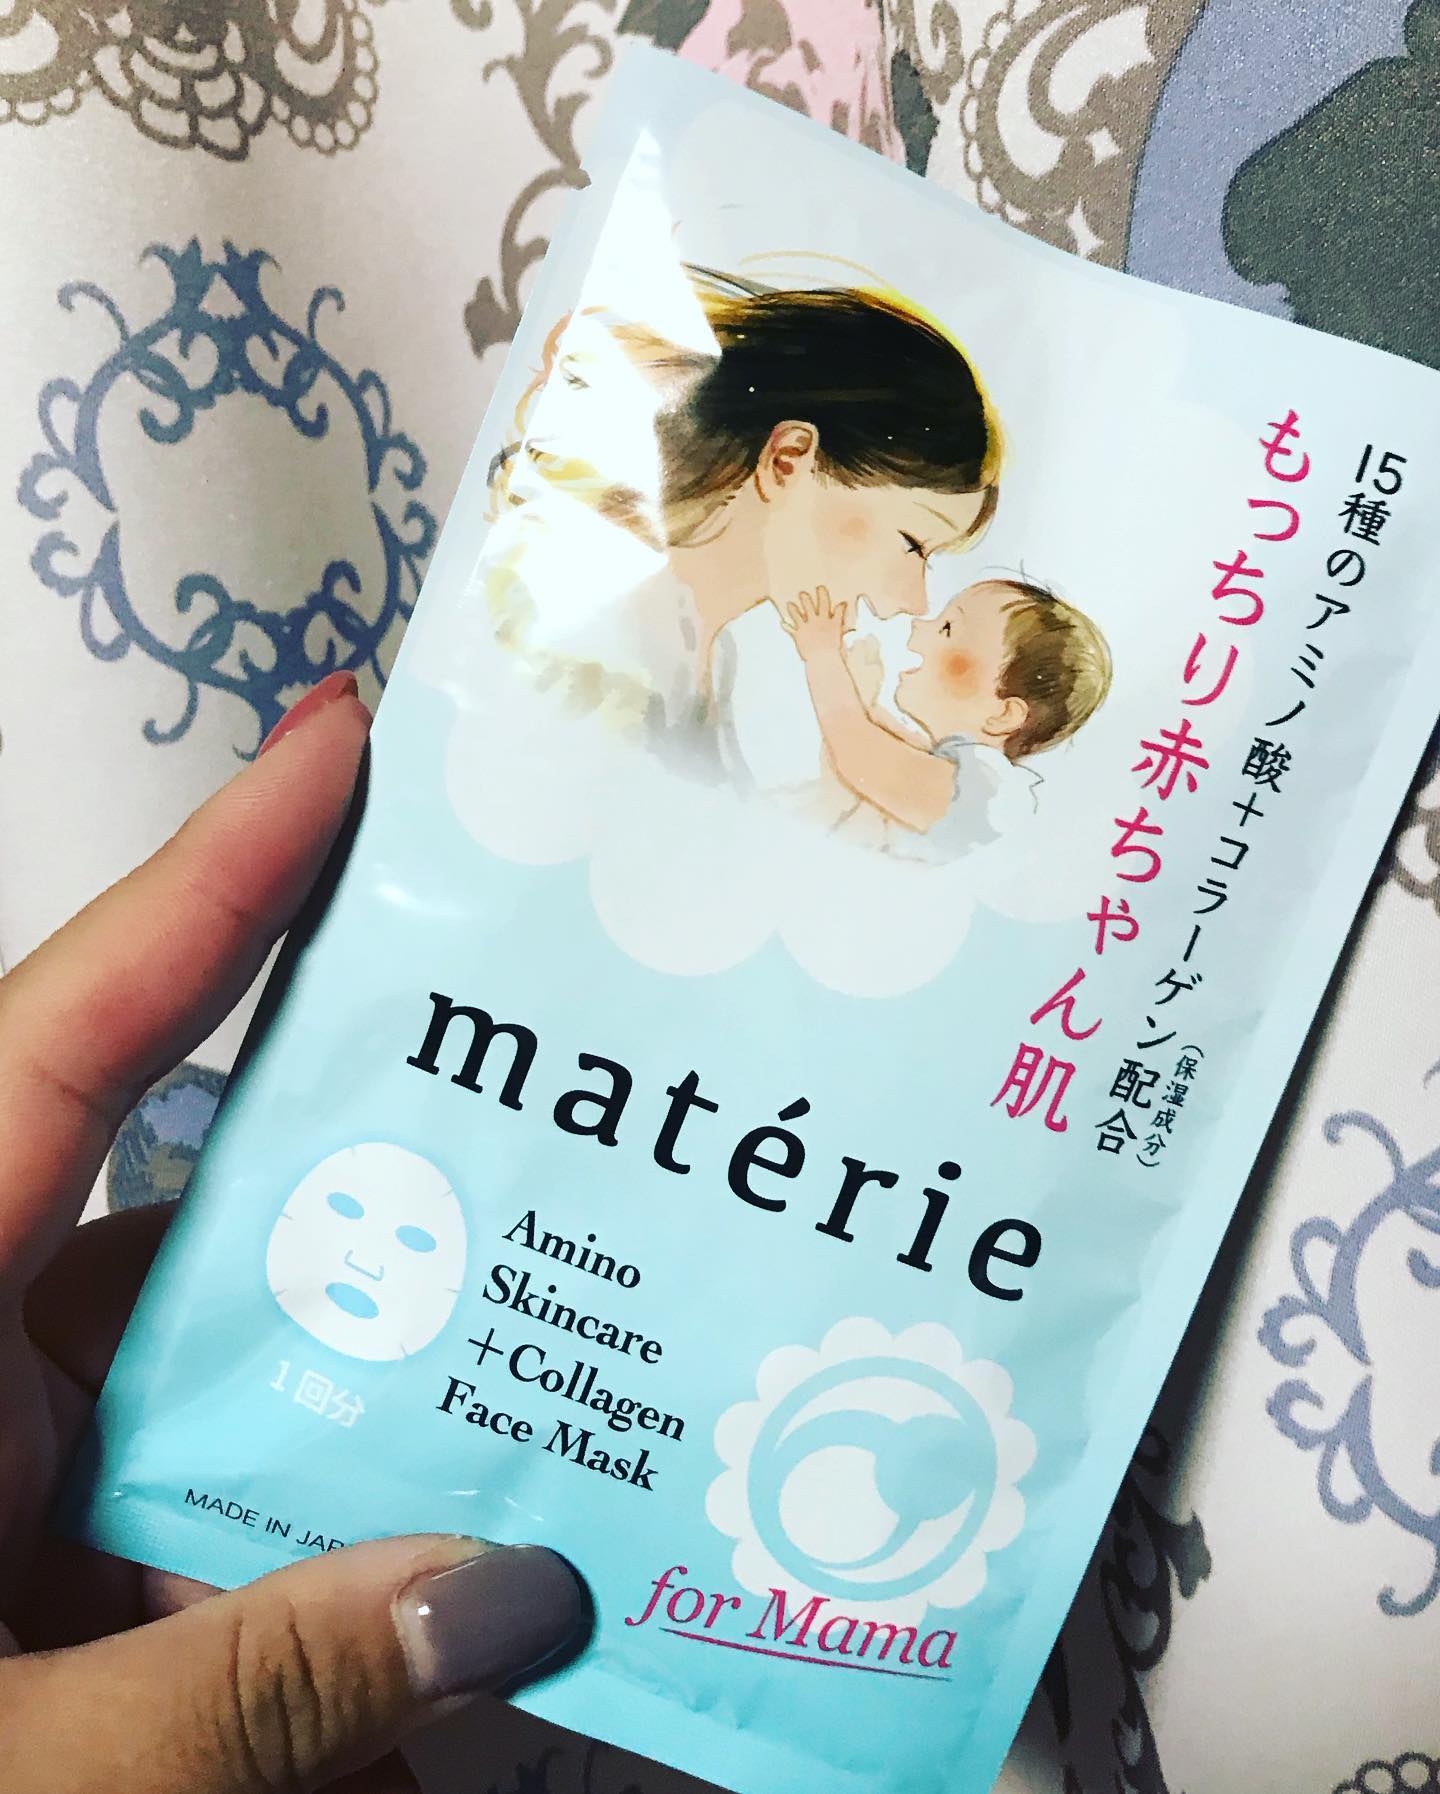 15種のアミノ酸+コラーゲン配合
(保湿成分)
もっちり赤ちゃん肌
matérie
Amino
Skincare
+Collagen
Face Mask
1回分
MADE IN
for Mama